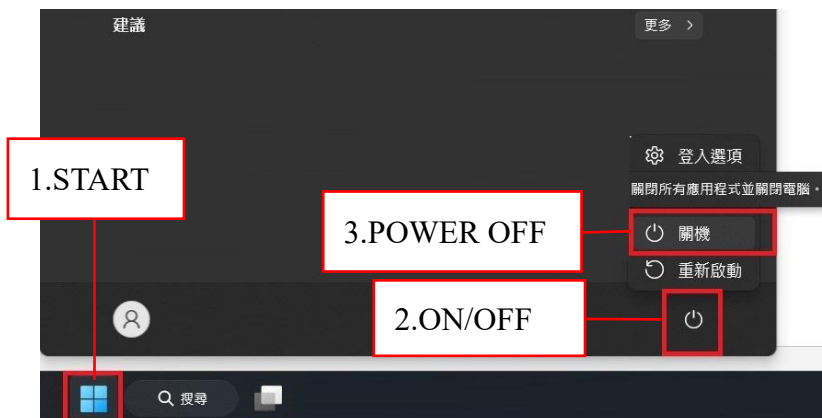 建議
更多
登入選項
1.START
關閉所有應用程式並關閉電腦。
3.POWER OFF
關機
重新啟動
2.ON/OFF
搜尋